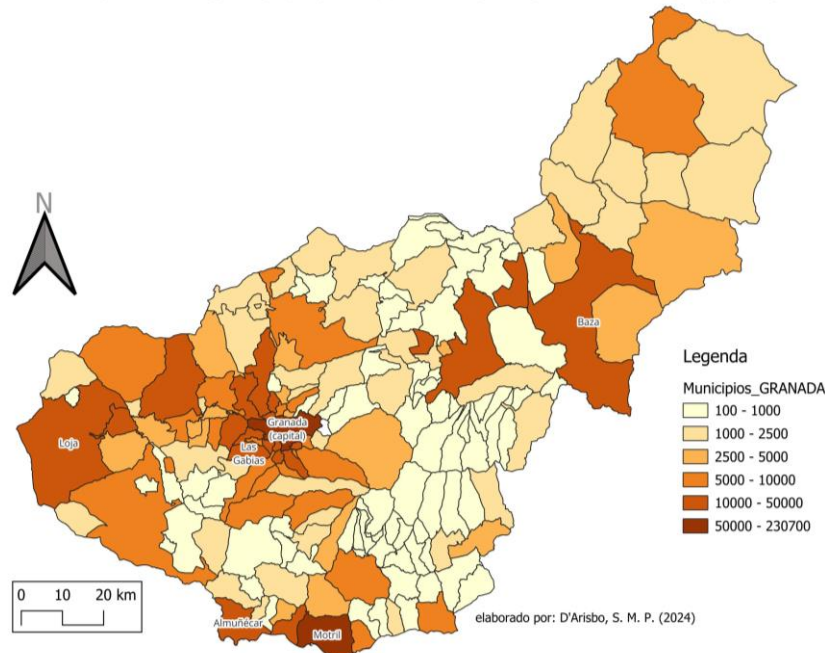 N
Baza
Legenda
Municipios_GRANADA
100 - 1000
1000 - 2500
2500 - 5000
5000 - 10000
10000 - 50000
50000 - 230700
Granada
(capital)
Loja
Las
Gabias
0 10 20 km
Almuñécar
Motril
elaborado por: D'Arisbo, S. M. P. (2024)